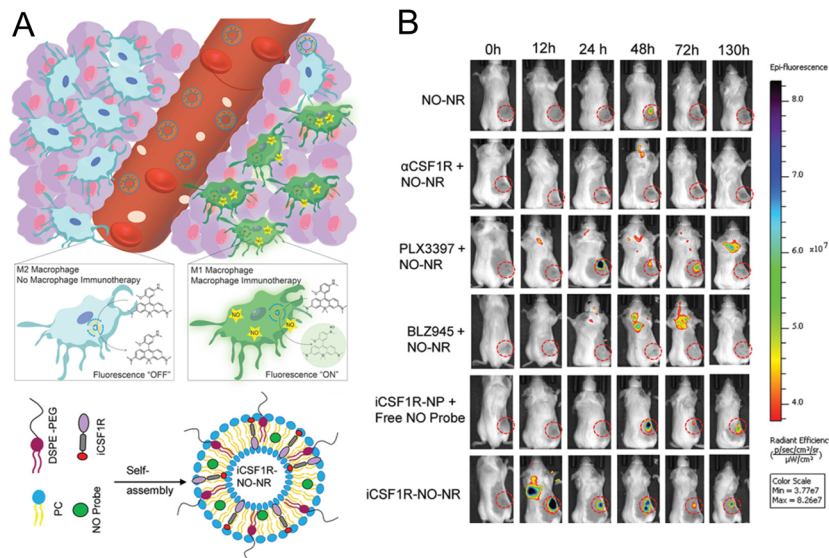 A
M2 Macrophage
No Macrophage Immunotherapy
Fluorescence "OFF"
M1 Macrophage
Macrophage Immunotherapy
NO
NO
NO
Fluorescence "ON"
DSPE -PEG
iCSF1R
PC
NO Probe
Self-
assembly
iCSF1R-
NO-NR
B
0h 12h 24 h 48h 72h 130h
NO-NR
αCSF1R +
NO-NR
PLX3397 +
NO-NR
BLZ945 +
NO-NR
iCSF1R-NP +
Free NO Probe
iCSF1R-NO-NR
Epi-fluorescence
8.0
7.0
6.0
x10⁷
5.0
4.0
Radiant Efficienc
(p/sec/cm²/sr
µW/cm²)
Color Scale
Min = 3.77e7
Max = 8.26e7